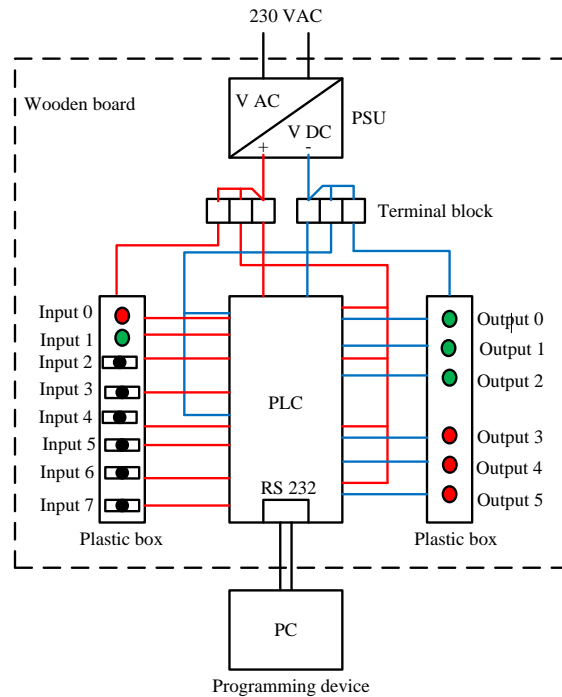 230 VAC
Wooden board
V AC
V DC
+
-
PSU
Terminal block
Input 0
Input 1
Input 2
Input 3
Input 4
Input 5
Input 6
Input 7
Plastic box
PLC
RS 232
Output 0
Output 1
Output 2
Output 3
Output 4
Output 5
Plastic box
PC
Programming device